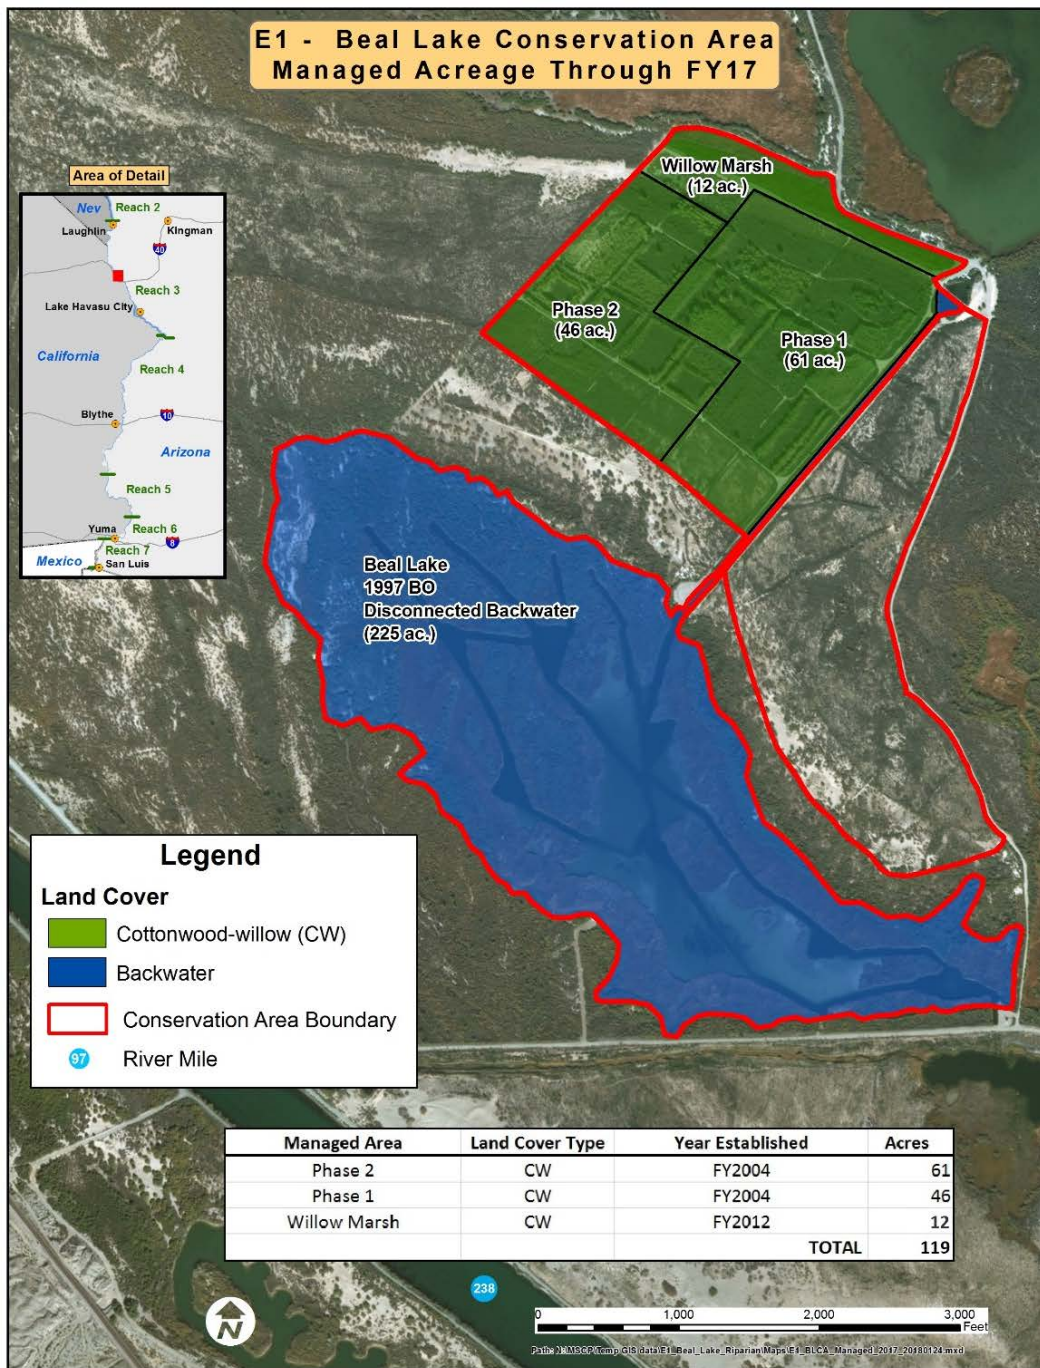 E1 - Beal Lake Conservation Area
Managed Acreage Through FY17
Area of Detail
Nev
Reach 2
Laughlin
Kingman
40
Reach 3
Lake Havasu City
California
Reach 4
Blythe
10
Arizona
Reach 5
Yuma
Reach 6
8
Reach 7
Mexico
San Luis
Willow Marsh
(12 ac.)
Phase 2
(46 ac.)
Phase 1
(61 ac.)
Beal Lake
1997 BO
Disconnected Backwater
(225 ac.)
Legend
Land Cover
Cottonwood-willow (CW)
Backwater
Conservation Area Boundary
97 River Mile
Managed Area Land Cover Type Year Established Acres
Phase 2 CW FY2004 61
Phase 1 CW FY2004 46
Willow Marsh CW FY2012 12
TOTAL 119
238
N
0 1,000 2,000 3,000
Feet